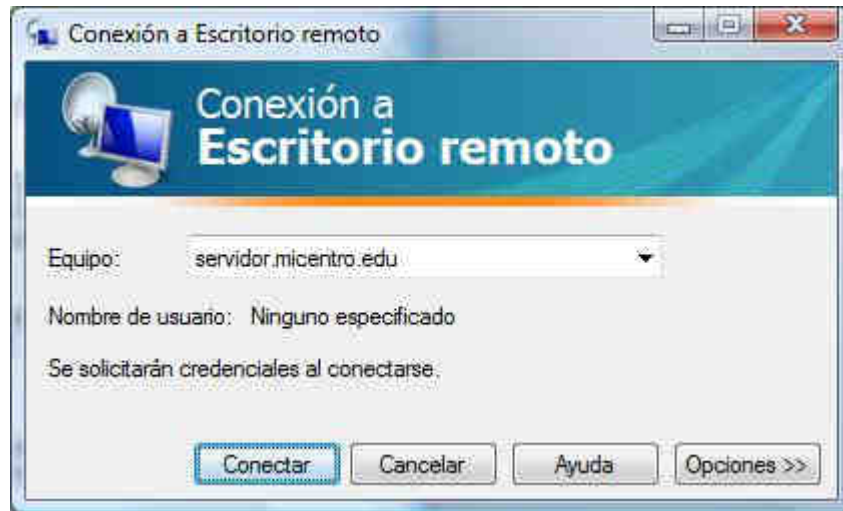 Conexión a Escritorio remoto
Conexión a
Escritorio remoto
Equipo: servidor.micentro.edu
Nombre de usuario: Ninguno especificado
Se solicitarán credenciales al conectarse.
Conectar Cancelar Ayuda Opciones >>